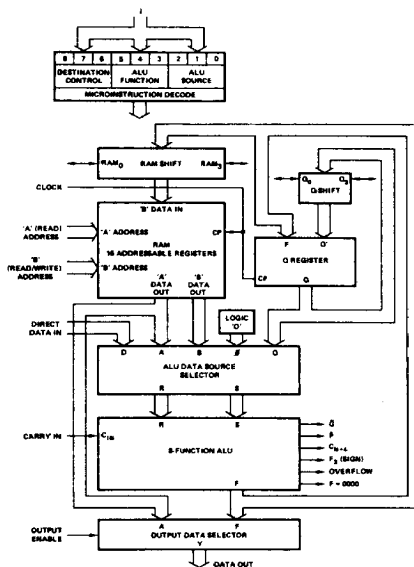 I
8 7 6 5 4 3 2 1 0
DESTINATION CONTROL
ALU FUNCTION
ALU SOURCE
MICROINSTRUCTION DECODE
RAM0 RAM SHIFT RAM3
Q0 Q3
Q SHIFT
CLOCK
'B' DATA IN
'A' (READ) ADDRESS
'A' ADDRESS
CP
RAM
16 ADDRESSABLE REGISTERS
'B' (READ/WRITE) ADDRESS
'B' ADDRESS
'A' DATA OUT
'B' DATA OUT
F Q'
Q REGISTER
CP
Q
LOGIC '0'
DIRECT DATA IN
D A B Ø Q
ALU DATA SOURCE SELECTOR
R S
R S
CARRY IN
CIN
8-FUNCTION ALU
F
G̅
P̅
CN+4
F3 (SIGN)
OVERFLOW
F = 0000
OUTPUT ENABLE
A F
OUTPUT DATA SELECTOR
Y
DATA OUT